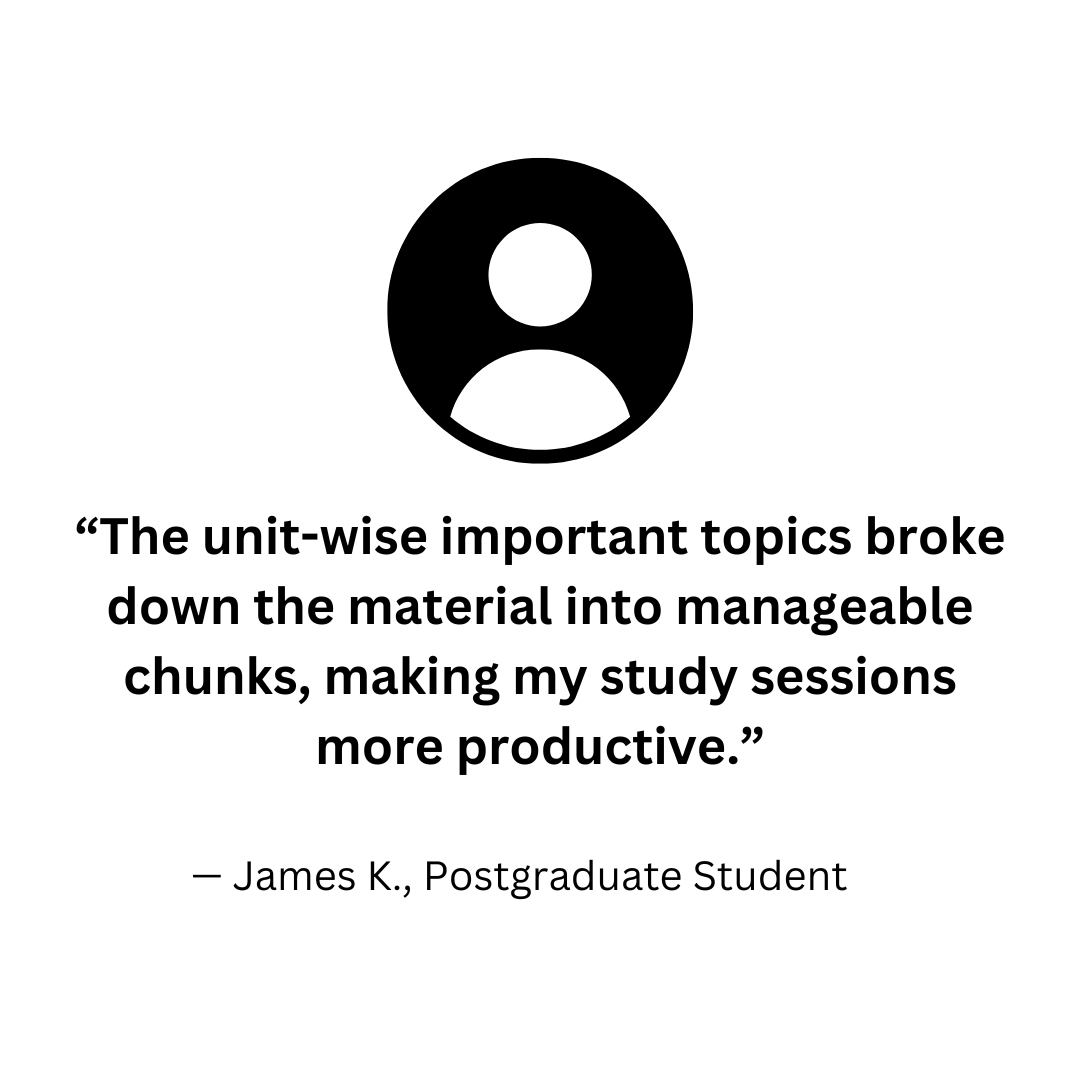 “The unit-wise important topics broke
down the material into manageable
chunks, making my study sessions
more productive.”
— James K., Postgraduate Student